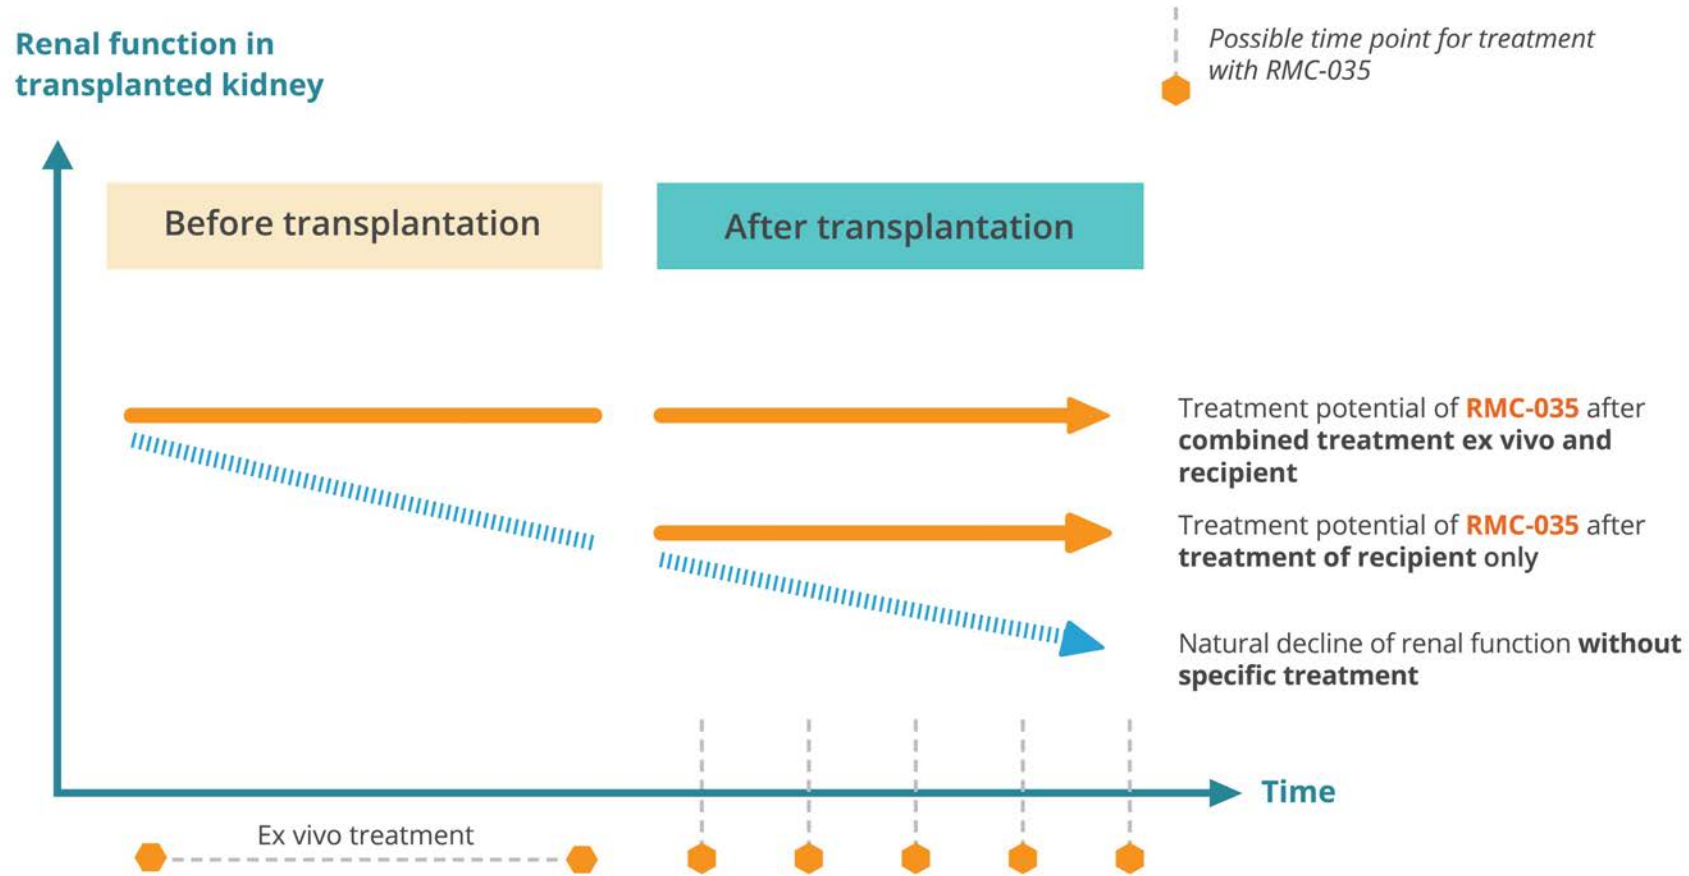 Renal function in
transplanted kidney
Possible time point for treatment
with RMC-035
Before transplantation
After transplantation
Treatment potential of RMC-035 after
combined treatment ex vivo and
recipient
Treatment potential of RMC-035 after
treatment of recipient only
Natural decline of renal function without
specific treatment
Time
Ex vivo treatment